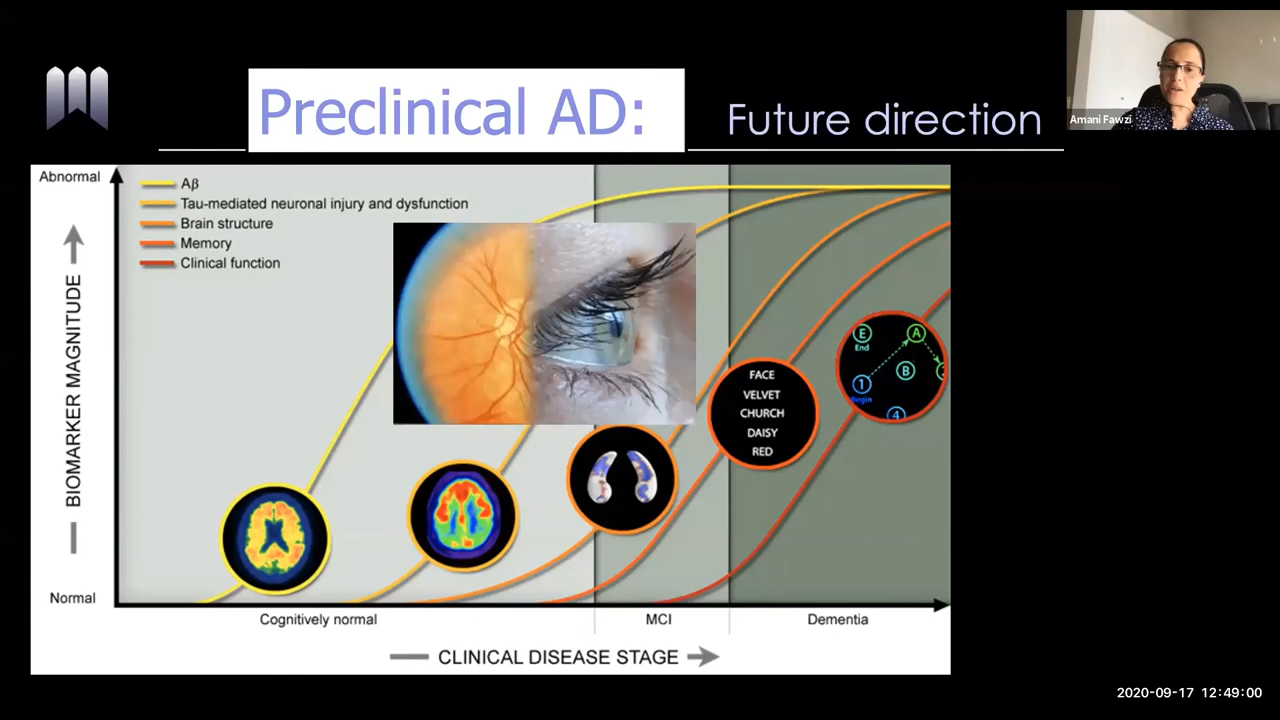 Preclinical AD:
Future direction
Amani Fawzi
Abnormal
Aβ
Tau-mediated neuronal injury and dysfunction
Brain structure
Memory
Clinical function
BIOMARKER MAGNITUDE
FACE
VELVET
CHURCH
DAISY
RED
E
End
A
B
1
Begin
4
Normal
Cognitively normal
MCI
Dementia
CLINICAL DISEASE STAGE
2020-09-17 12:49:00